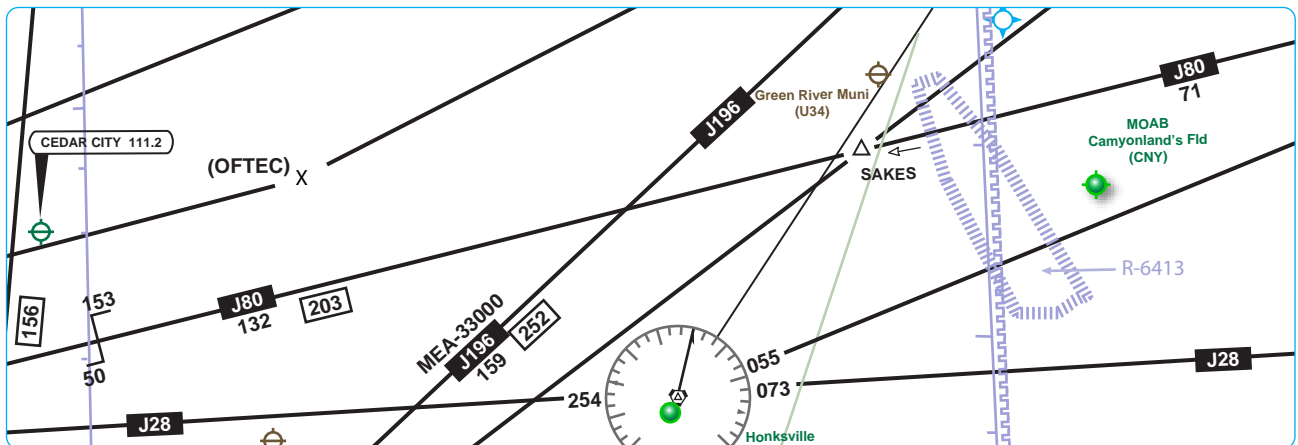 J80
71
Green River Muni
(U34)
J196
MOAB
Camyonland's Fld
(CNY)
CEDAR CITY 111.2
(OFTEC)
X
SAKES
R-6413
156
153
J80
132
203
50
MEA-33000
J196
159
252
055
073
J28
254
J28
Honksville